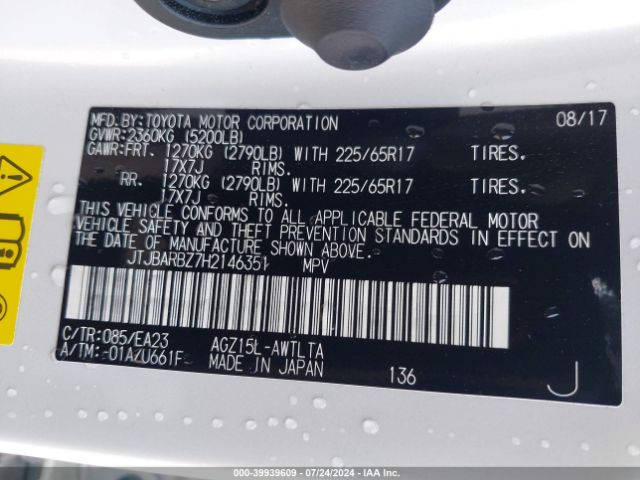 MFD.BY:TOYOTA MOTOR CORPORATION 08/17
GVWR:2360KG (5200LB)
GAWR:FRT. 1270KG (2790LB) WITH 225/65R17 TIRES.
17X7J RIMS.
RR. 1270KG (2790LB) WITH 225/65R17 TIRES.
17X7J RIMS.
THIS VEHICLE CONFORMS TO ALL APPLICABLE FEDERAL MOTOR
VEHICLE SAFETY AND THEFT PREVENTION STANDARDS IN EFFECT ON
THE DATE OF MANUFACTURE SHOWN ABOVE.
JTJBARBZ7H2146351 MPV
C/TR:085/EA23 AGZ15L-AWTLTA
A/TM:-01A/U661F MADE IN JAPAN 136 J
000-39939609 - 07/24/2024 - IAAI.com